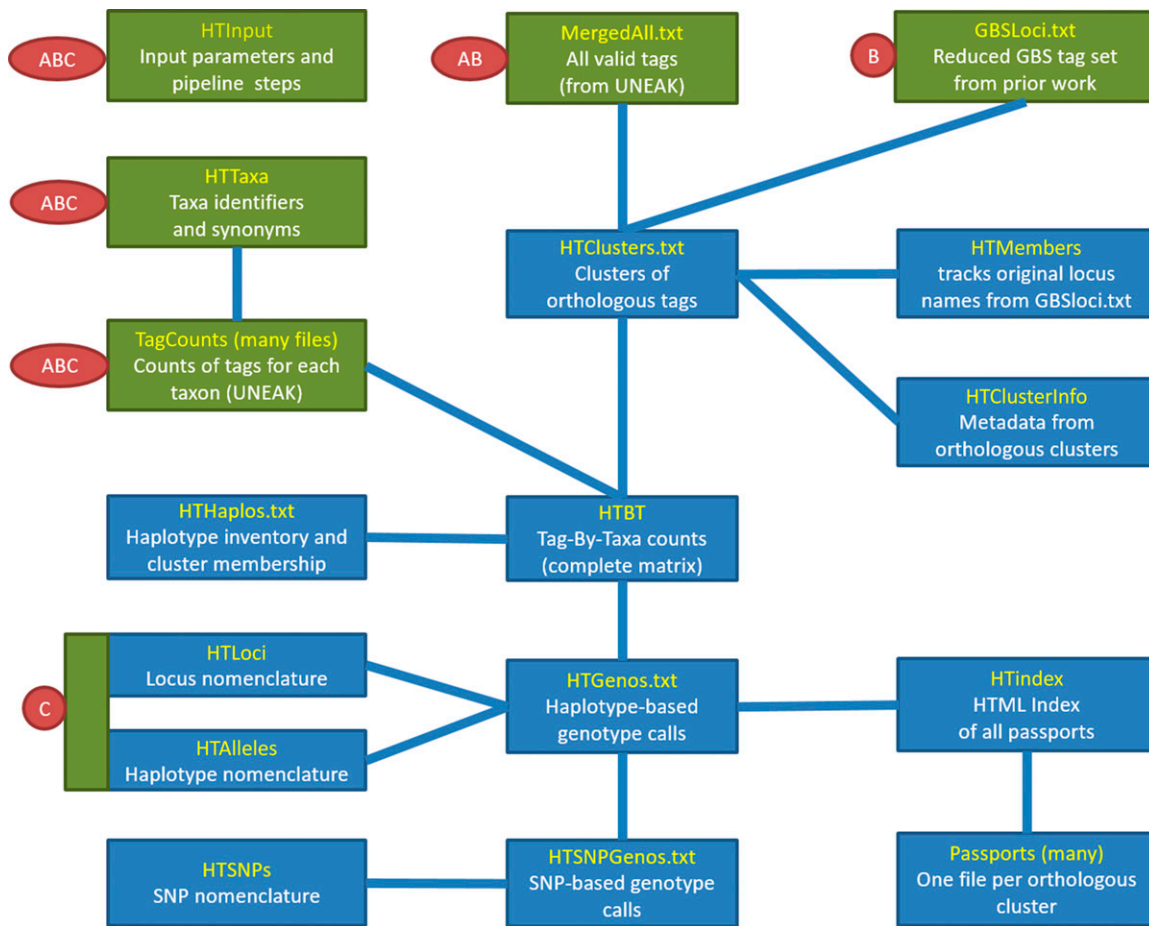 ABC
HTInput
Input parameters and
pipeline steps
AB
MergedAll.txt
All valid tags
(from UNEAK)
B
GBSLoci.txt
Reduced GBS tag set
from prior work
ABC
HTTaxa
Taxa identifiers
and synonyms
HTClusters.txt
Clusters of
orthologous tags
HTMembers
tracks original locus
names from GBSloci.txt
ABC
TagCounts (many files)
Counts of tags for each
taxon (UNEAK)
HTClusterInfo
Metadata from
orthologous clusters
HTHaplos.txt
Haplotype inventory and
cluster membership
HTBT
Tag-By-Taxa counts
(complete matrix)
C
HTLoci
Locus nomenclature
HTAlleles
Haplotype nomenclature
HTGenos.txt
Haplotype-based
genotype calls
HTindex
HTML Index
of all passports
HTSNPs
SNP nomenclature
HTSNPGenos.txt
SNP-based genotype
calls
Passports (many)
One file per orthologous
cluster